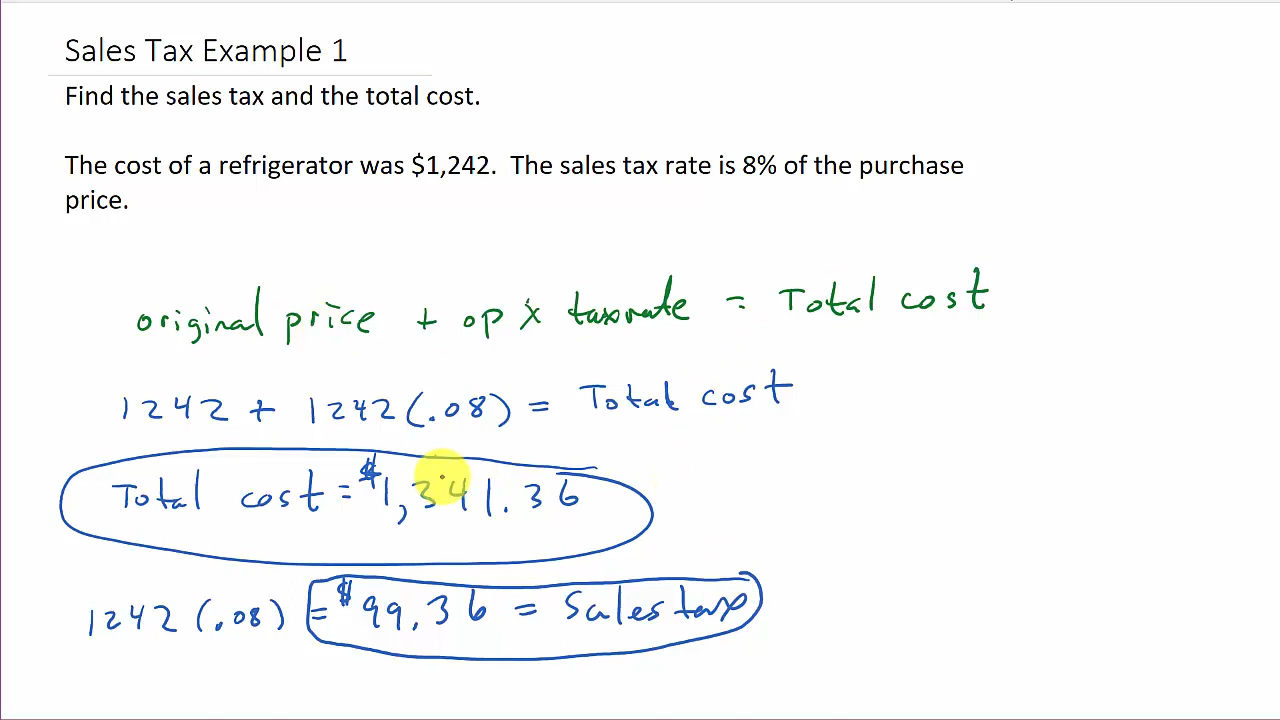 Sales Tax Example 1
Find the sales tax and the total cost.
The cost of a refrigerator was $1,242. The sales tax rate is 8% of the purchase
price.
original price + op x tax rate = Total cost
1242 + 1242(.08) = Total cost
Total cost = $1,341.36
1242 (.08) = $99.36 = Sales tax